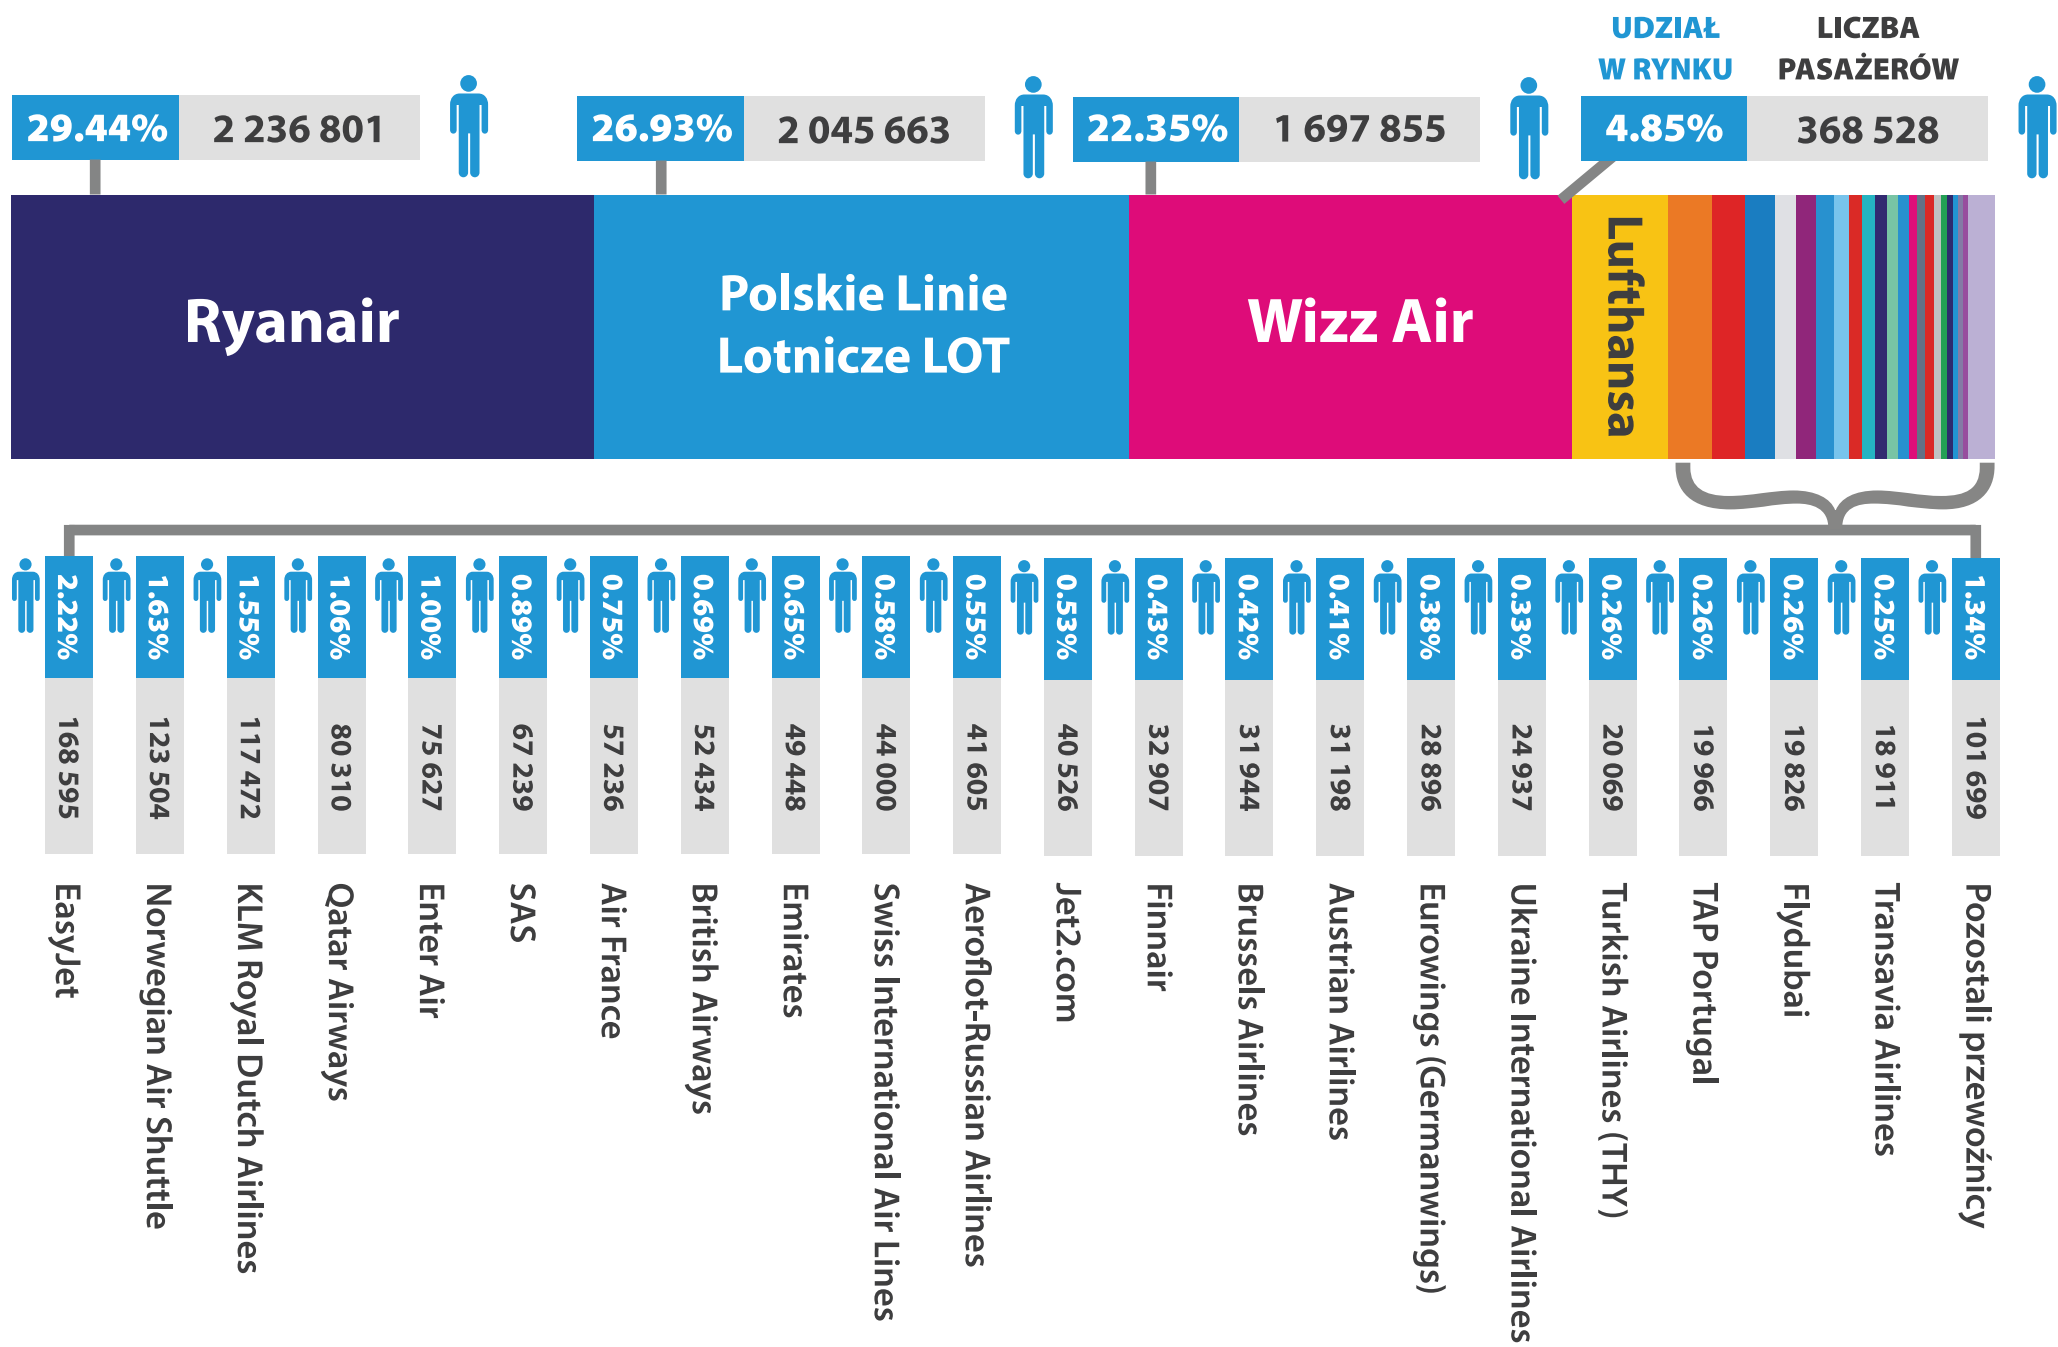 UDZIAŁ
W RYNKU
LICZBA
PASAŻERÓW
29.44% 2 236 801
26.93% 2 045 663
22.35% 1 697 855
4.85% 368 528
Ryanair
Polskie Linie
Lotnicze LOT
Wizz Air
Lufthansa
2.22% 168 595 EasyJet
1.63% 123 504 Norwegian Air Shuttle
1.55% 117 472 KLM Royal Dutch Airlines
1.06% 80 310 Qatar Airways
1.00% 75 627 Enter Air
0.89% 67 239 SAS
0.75% 57 236 Air France
0.69% 52 434 British Airways
0.65% 49 448 Emirates
0.58% 44 000 Swiss International Air Lines
0.55% 41 605 Aeroflot-Russian Airlines
0.53% 40 526 Jet2.com
0.43% 32 907 Finnair
0.42% 31 944 Brussels Airlines
0.41% 31 198 Austrian Airlines
0.38% 28 896 Eurowings (Germanwings)
0.33% 24 937 Ukraine International Airlines
0.26% 20 069 Turkish Airlines (THY)
0.26% 19 966 TAP Portugal
0.26% 19 826 Flydubai
0.25% 18 911 Transavia Airlines
1.34% 101 699 Pozostali przewoźnicy